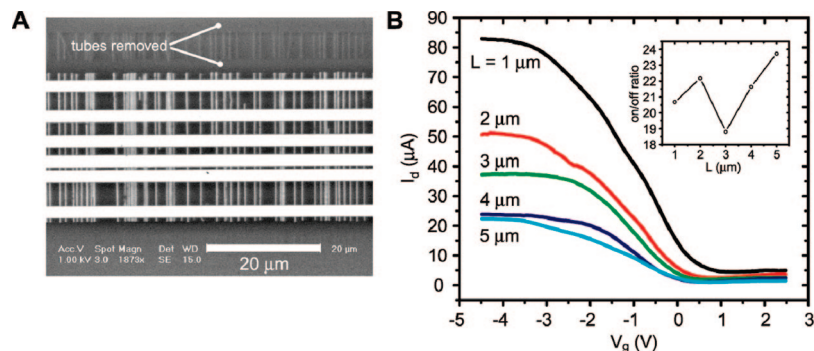 A
tubes removed
Acc.V Spot Magn Det WD 20 μm
1.00 kV 3.0 1873x SE 15.0
20 μm
B
90
80
70
60
50
40
30
20
10
0
I_d (μA)
L = 1 μm
2 μm
3 μm
4 μm
5 μm
-5 -4 -3 -2 -1 0 1 2 3
V_g (V)
24
23
22
21
20
19
18
on/off ratio
1 2 3 4 5
L (μm)